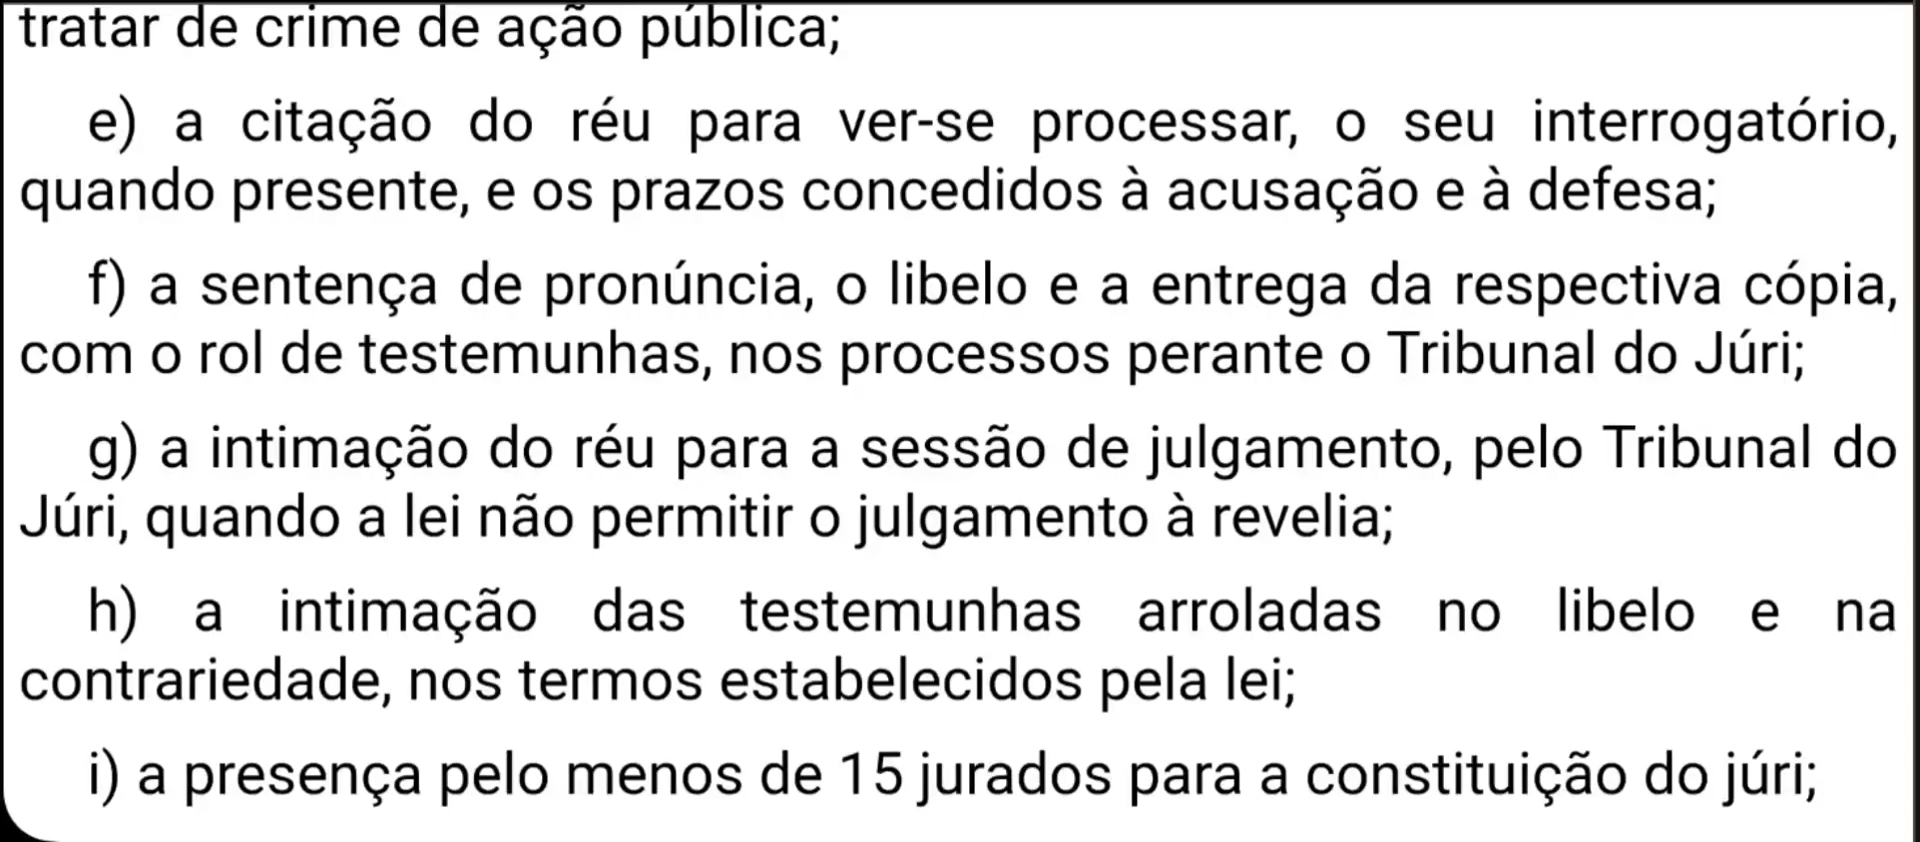 tratar de crime de ação pública;
e) a citação do réu para ver-se processar, o seu interrogatório,
quando presente, e os prazos concedidos à acusação e à defesa;
f) a sentença de pronúncia, o libelo e a entrega da respectiva cópia,
com o rol de testemunhas, nos processos perante o Tribunal do Júri;
g) a intimação do réu para a sessão de julgamento, pelo Tribunal do
Júri, quando a lei não permitir o julgamento à revelia;
h) a intimação das testemunhas arroladas no libelo e na
contrariedade, nos termos estabelecidos pela lei;
i) a presença pelo menos de 15 jurados para a constituição do júri;